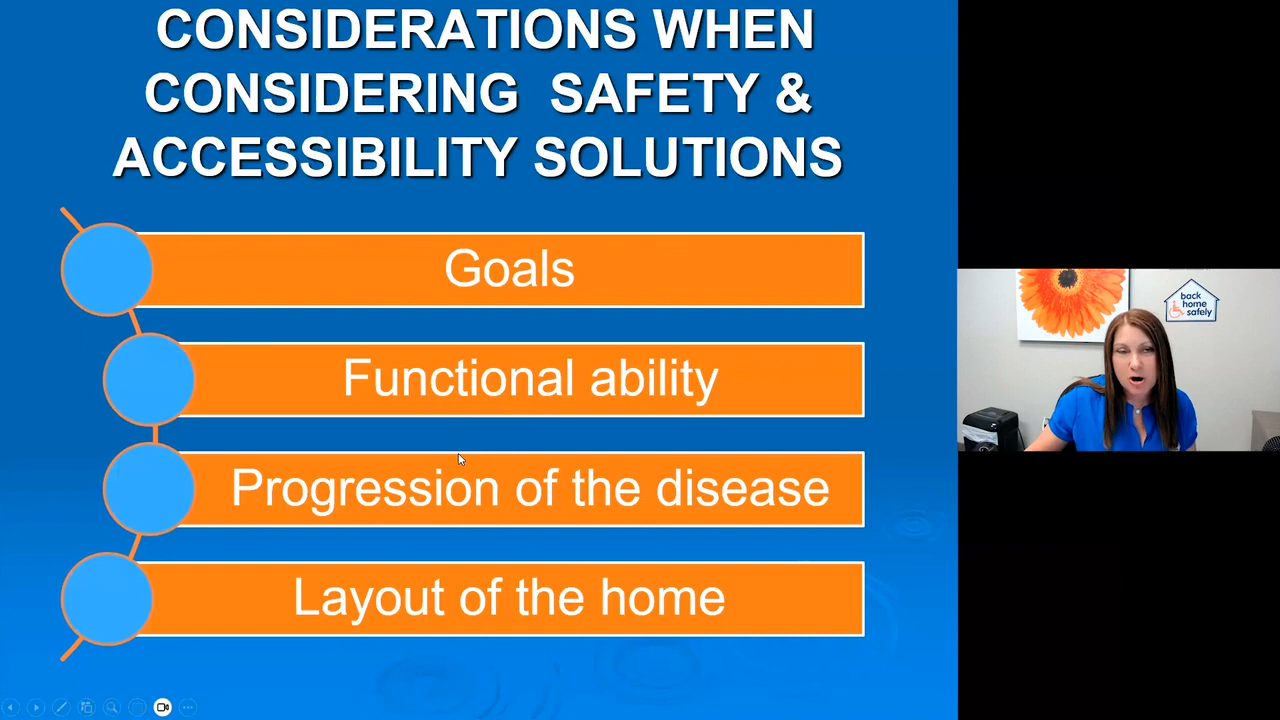 CONSIDERATIONS WHEN
CONSIDERING SAFETY &
ACCESSIBILITY SOLUTIONS
Goals
Functional ability
Progression of the disease
Layout of the home
back
home
safely